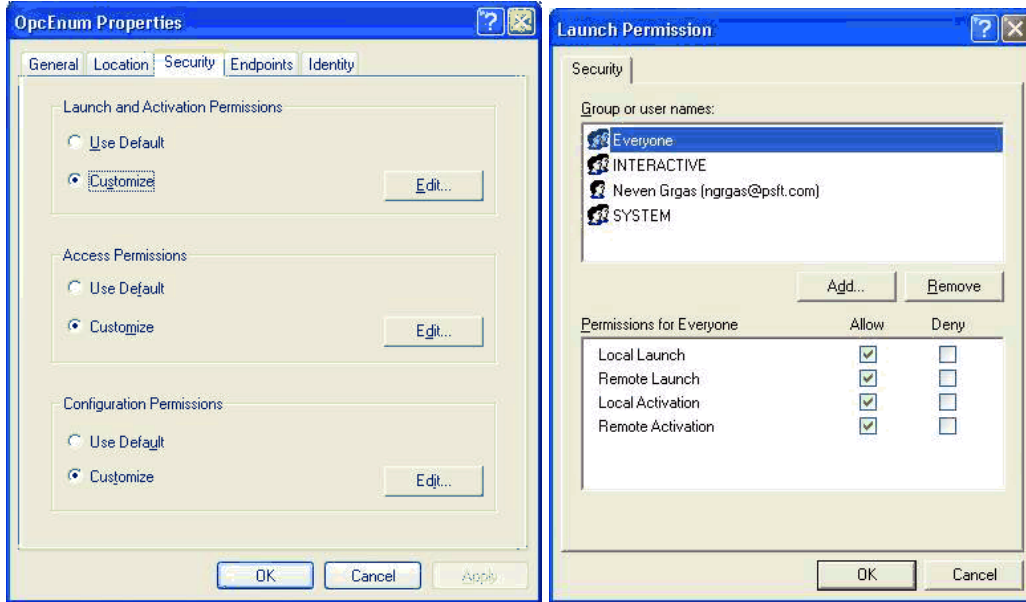 OpcEnum Properties
General Location Security Endpoints Identity
Launch and Activation Permissions
Use Default
Customize
Edit...
Access Permissions
Use Default
Customize
Edit...
Configuration Permissions
Use Default
Customize
Edit...
OK Cancel Apply
Launch Permission
Security
Group or user names:
Everyone
INTERACTIVE
Neven Grgas (ngrgas@psft.com)
SYSTEM
Add... Remove
Permissions for Everyone Allow Deny
Local Launch
Remote Launch
Local Activation
Remote Activation
OK Cancel